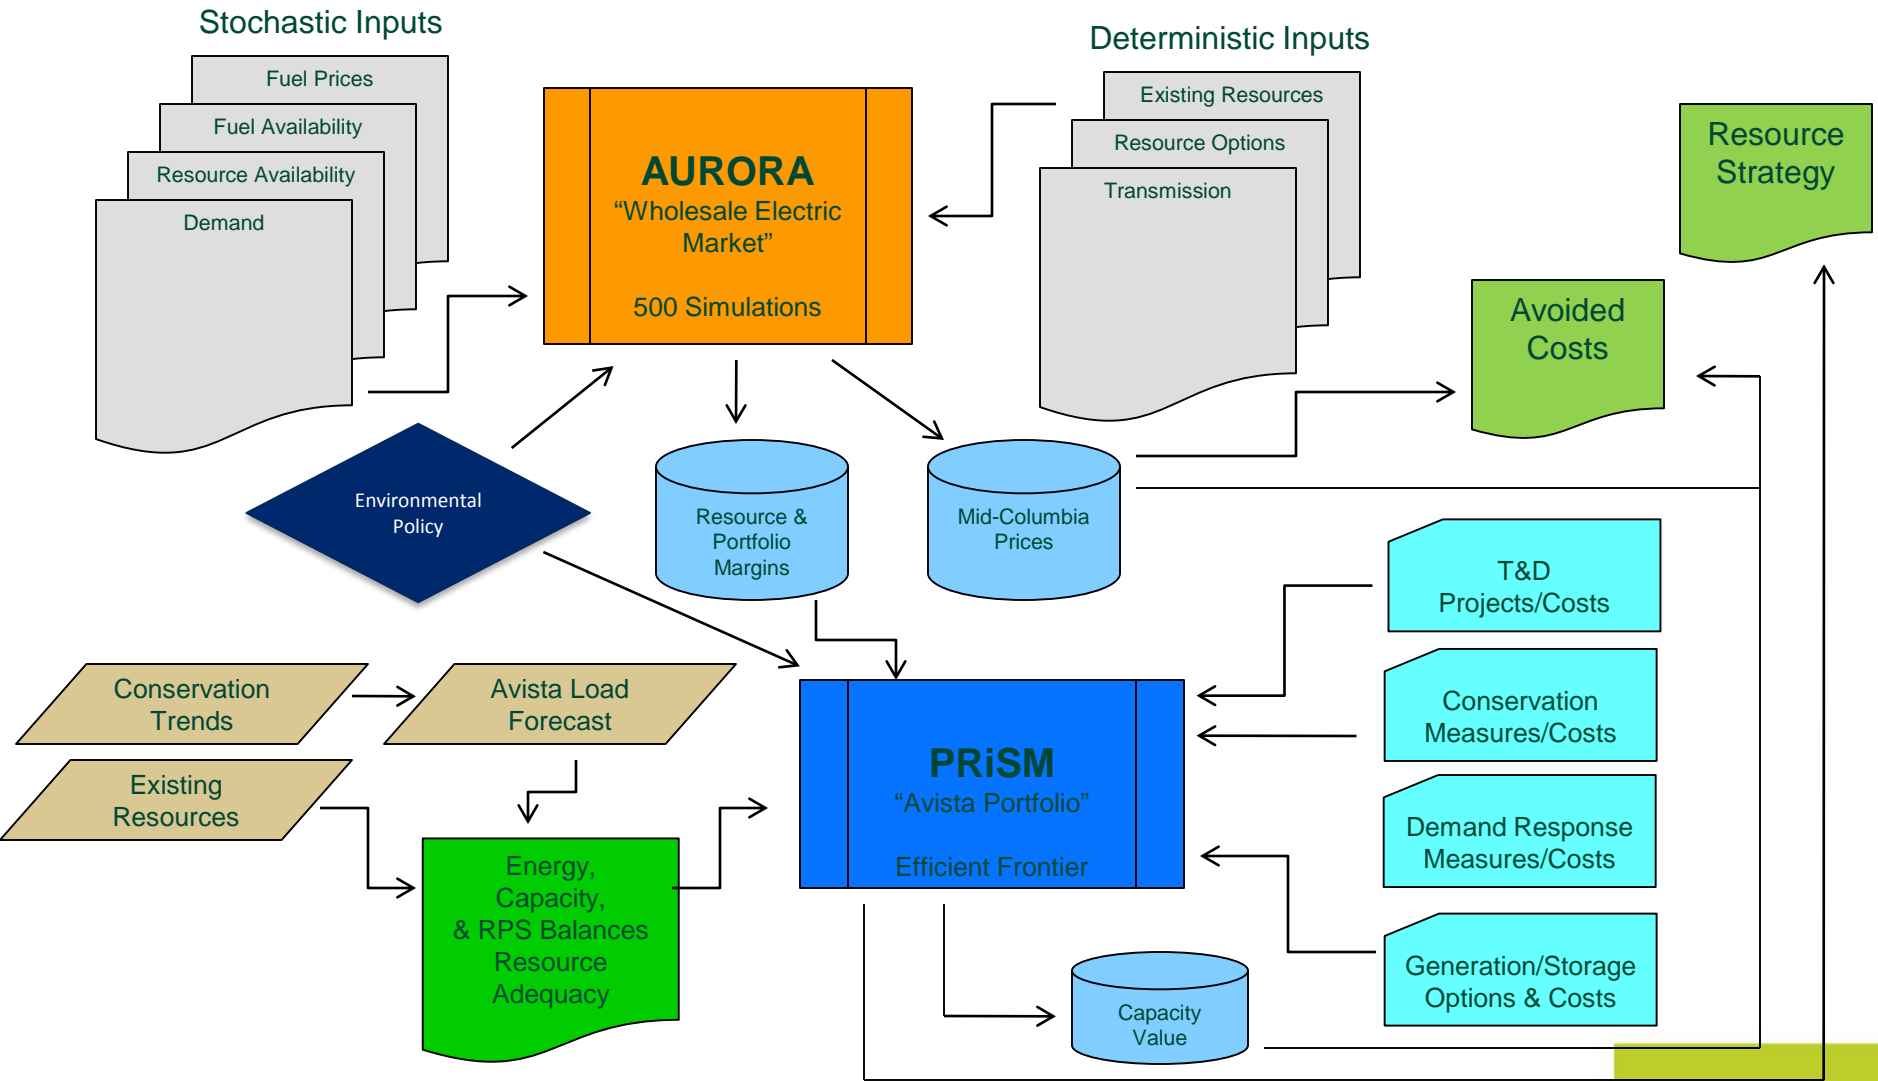 Stochastic Inputs
Deterministic Inputs
Fuel Prices
Fuel Availability
Resource Availability
Demand
AURORA
“Wholesale Electric
Market”
500 Simulations
Existing Resources
Resource Options
Transmission
Resource
Strategy
Avoided
Costs
Environmental
Policy
Resource &
Portfolio
Margins
Mid-Columbia
Prices
T&D
Projects/Costs
Conservation
Measures/Costs
Demand Response
Measures/Costs
Generation/Storage
Options & Costs
Conservation
Trends
Avista Load
Forecast
Existing
Resources
Energy,
Capacity,
& RPS Balances
Resource
Adequacy
PRiSM
“Avista Portfolio”
Efficient Frontier
Capacity
Value